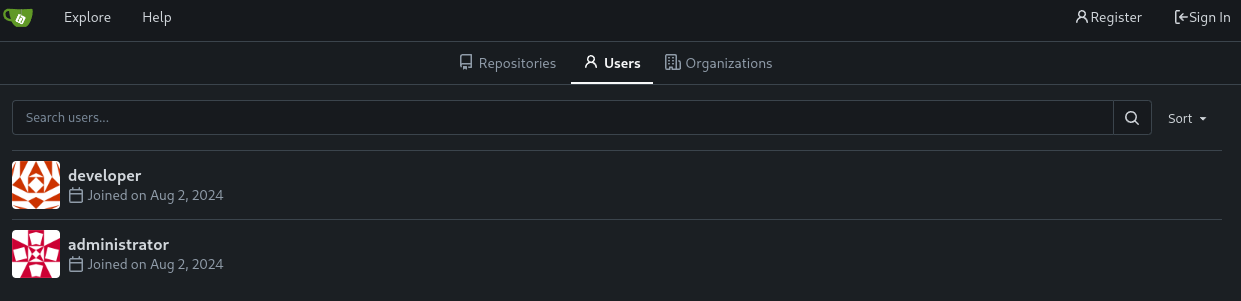 Explore Help Register Sign In
Repositories Users Organizations
Search users... Sort
developer
Joined on Aug 2, 2024
administrator
Joined on Aug 2, 2024